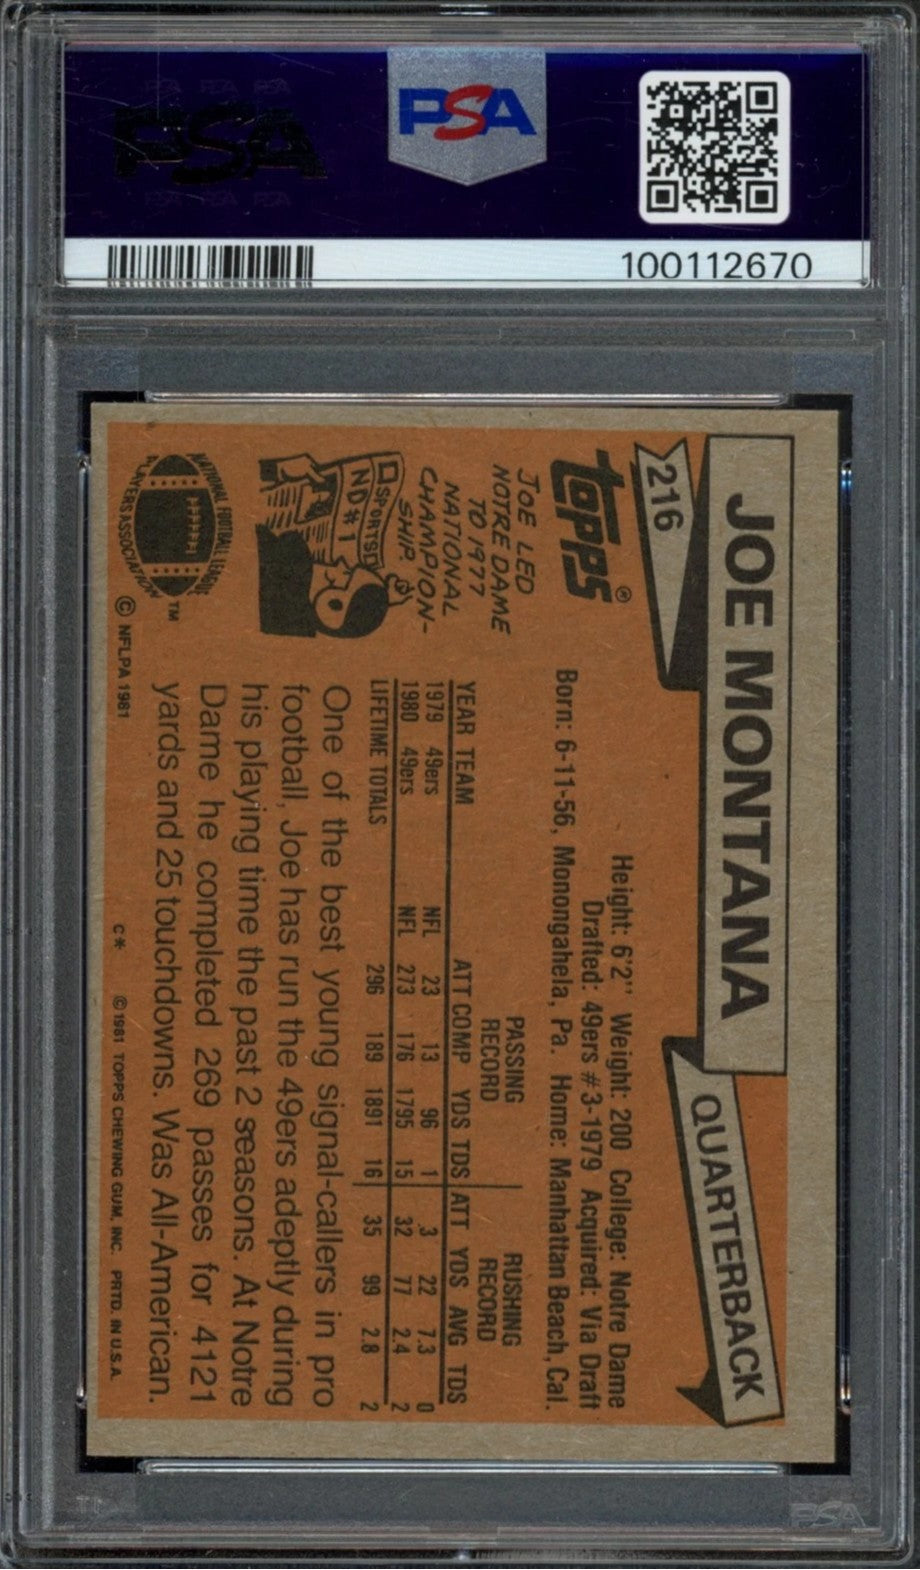 PSA
PSA
100112670
JOE MONTANA
QUARTERBACK
216
Topps®
Height: 6'2" Weight: 200 College: Notre Dame
Drafted: 49ers #3-1979 Acquired: Via Draft
Born: 6-11-56, Monongahela, Pa. Home: Manhattan Beach, Cal.
JOE LED
NOTRE DAME
TO 1977
NATIONAL
CHAMPION-
SHIP
SPORTS
ND #1
PASSING RECORD RUSHING RECORD
YEAR TEAM ATT COMP YDS TDS ATT YDS AVG TDS
1979 49ers NFL 23 13 96 1 3 22 7.3 0
1980 49ers NFL 273 176 1795 15 32 77 2.4 2
LIFETIME TOTALS 296 189 1891 16 35 99 2.8 2
One of the best young signal-callers in pro
football, Joe has run the 49ers adeptly during
his playing time the past 2 seasons. At Notre
Dame he completed 269 passes for 4121
yards and 25 touchdowns. Was All-American.
NATIONAL FOOTBALL LEAGUE
PLAYERS ASSOCIATION
TM
© NFLPA 1981
C* © 1981 TOPPS CHEWING GUM, INC. PRTD. IN U.S.A.
PSA